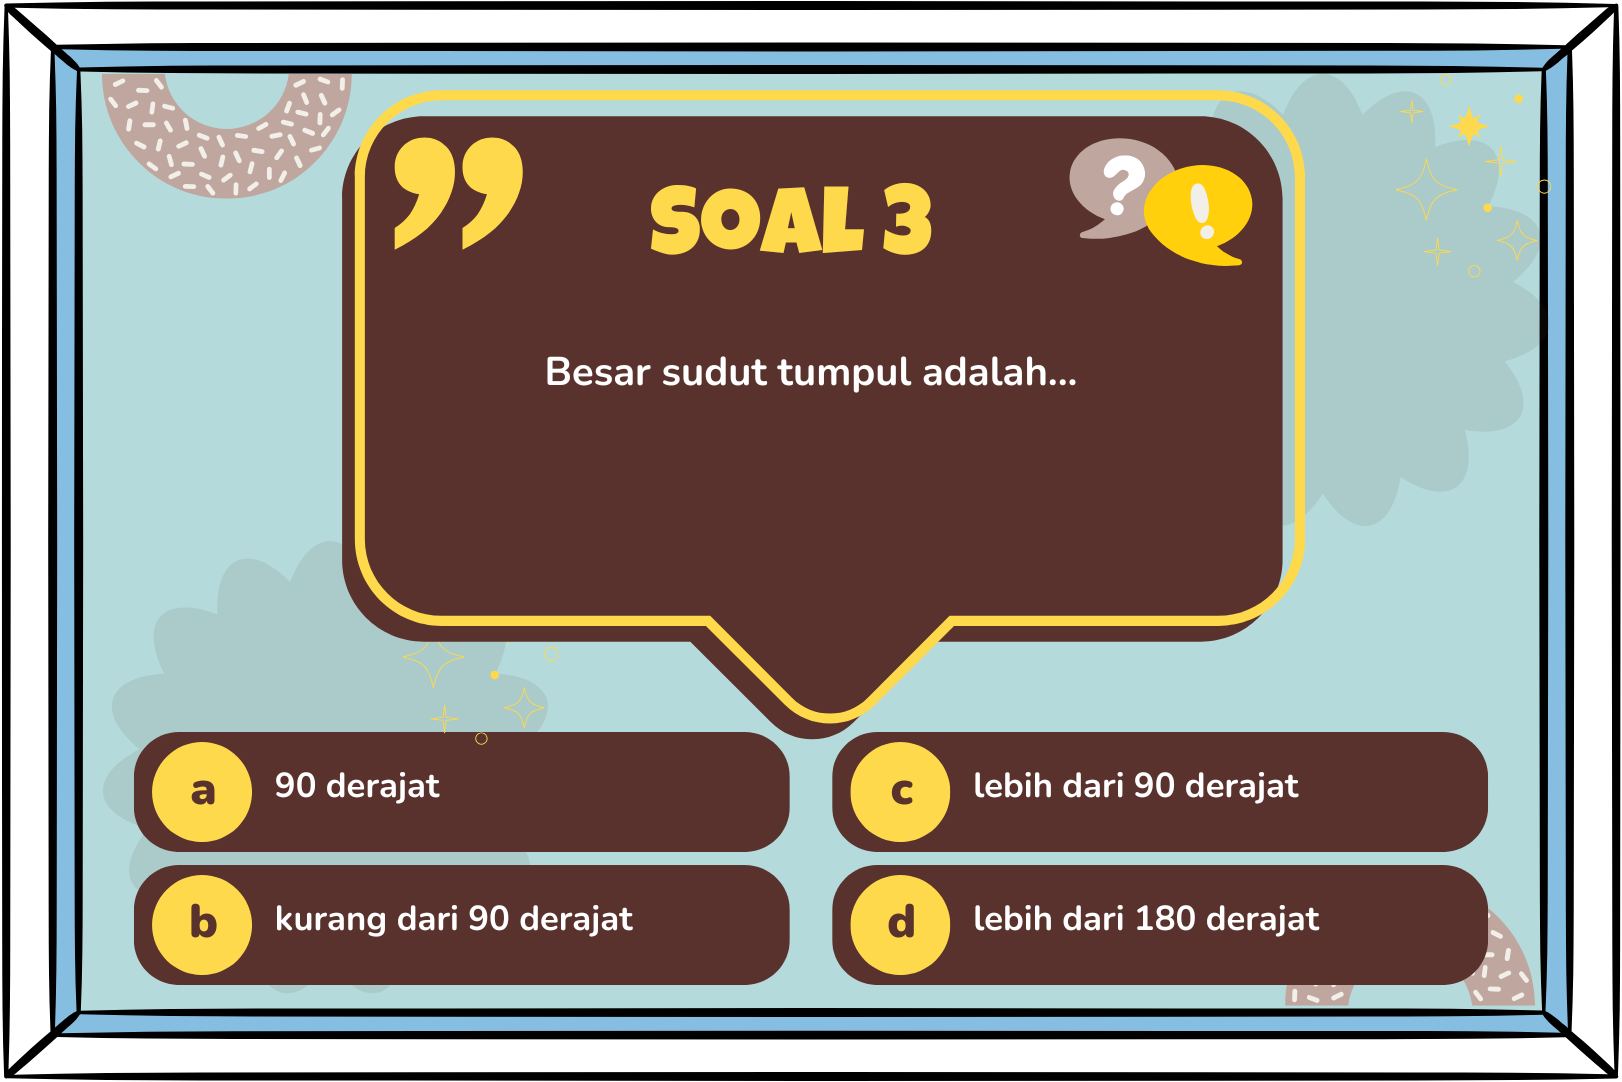 SOAL 3
Besar sudut tumpul adalah...
a
90 derajat
b
kurang dari 90 derajat
c
lebih dari 90 derajat
d
lebih dari 180 derajat